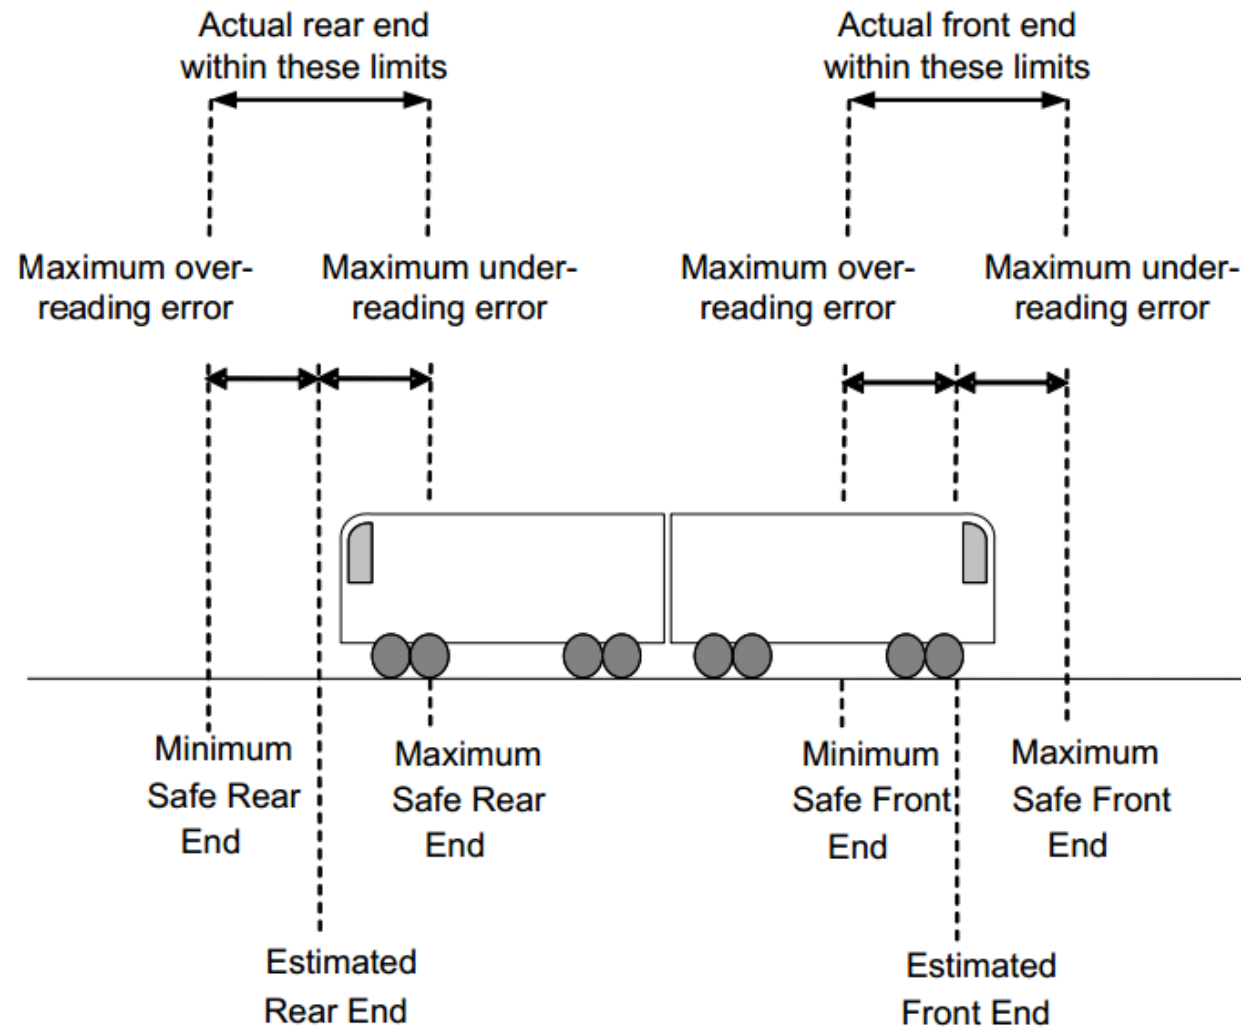 Actual rear end
within these limits
Actual front end
within these limits
Maximum over-
reading error
Maximum under-
reading error
Maximum over-
reading error
Maximum under-
reading error
Minimum
Safe Rear
End
Maximum
Safe Rear
End
Minimum
Safe Front
End
Maximum
Safe Front
End
Estimated
Rear End
Estimated
Front End